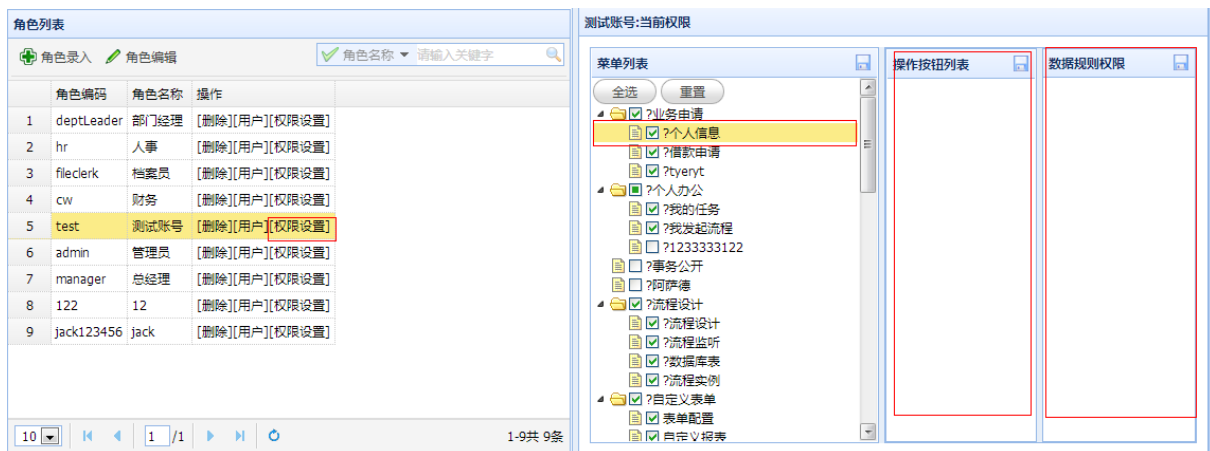 角色列表
角色录入 角色编辑 角色名称 请输入关键字
角色编码 角色名称 操作
1 deptLeader 部门经理 [删除][用户][权限设置]
2 hr 人事 [删除][用户][权限设置]
3 fileclerk 档案员 [删除][用户][权限设置]
4 cw 财务 [删除][用户][权限设置]
5 test 测试账号 [删除][用户][权限设置]
6 admin 管理员 [删除][用户][权限设置]
7 manager 总经理 [删除][用户][权限设置]
8 122 12 [删除][用户][权限设置]
9 jack123456 jack [删除][用户][权限设置]
10 1 /1 1-9共 9条
测试账号:当前权限
菜单列表
全选 重置
?业务申请
?个人信息
?借款申请
?tyeryt
?个人办公
?我的任务
?我发起流程
?1233333122
?事务公开
?阿萨德
?流程设计
?流程设计
?流程监听
?数据库表
?流程实例
?自定义表单
表单配置
自定义报表
操作按钮列表
数据规则权限